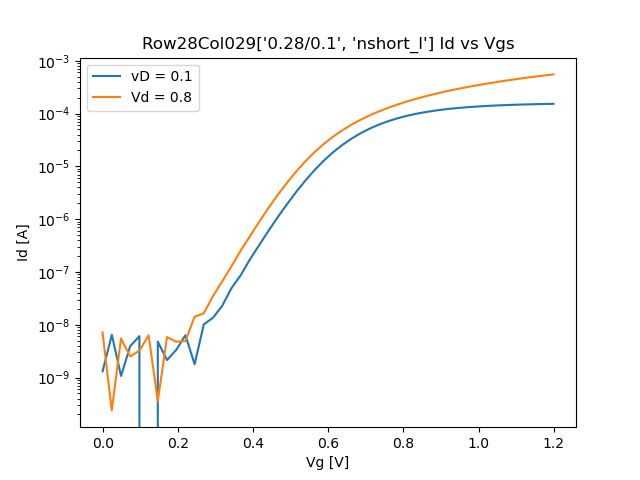 Row28Col029['0.28/0.1', 'nshort_l'] Id vs Vgs
vD = 0.1
Vd = 0.8
Id [A]
10⁻³
10⁻⁴
10⁻⁵
10⁻⁶
10⁻⁷
10⁻⁸
10⁻⁹
0.0 0.2 0.4 0.6 0.8 1.0 1.2
Vg [V]